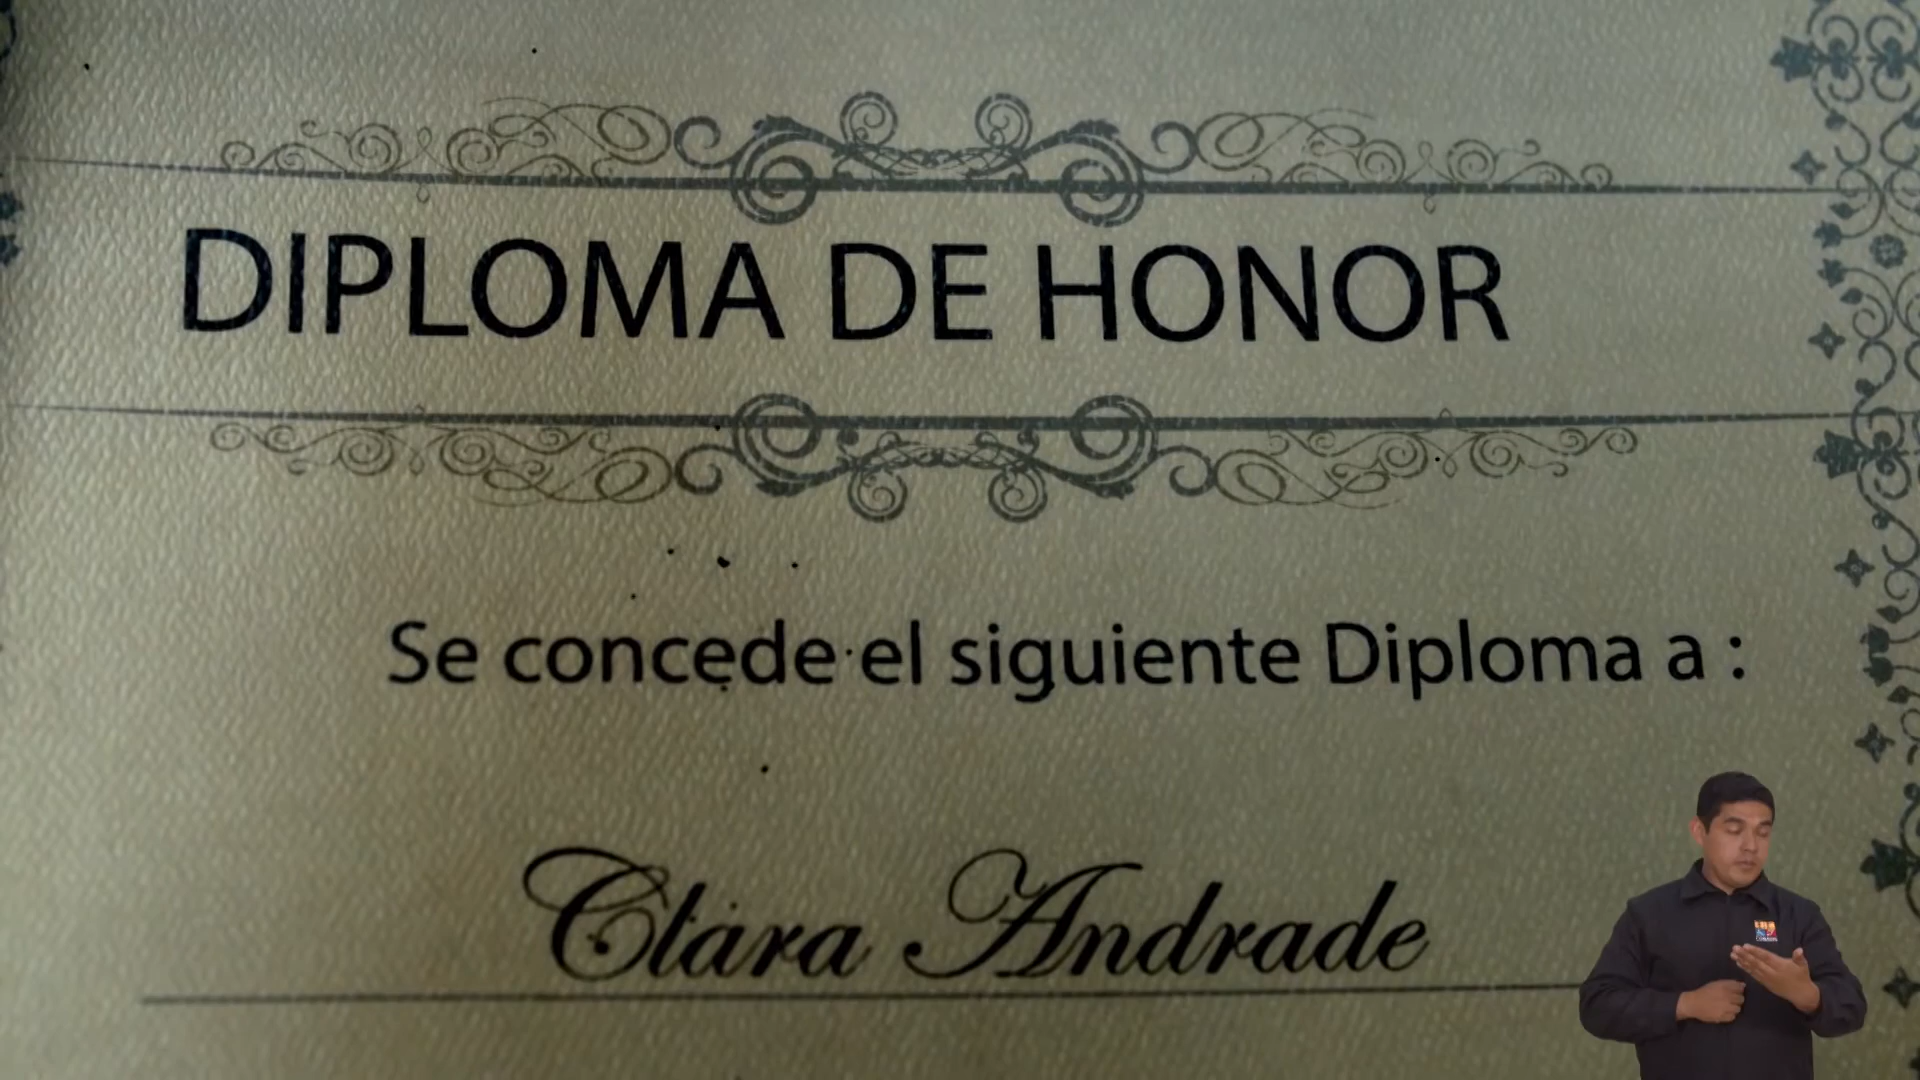 DIPLOMA DE HONOR
Se concede el siguiente Diploma a :
Clara Andrade